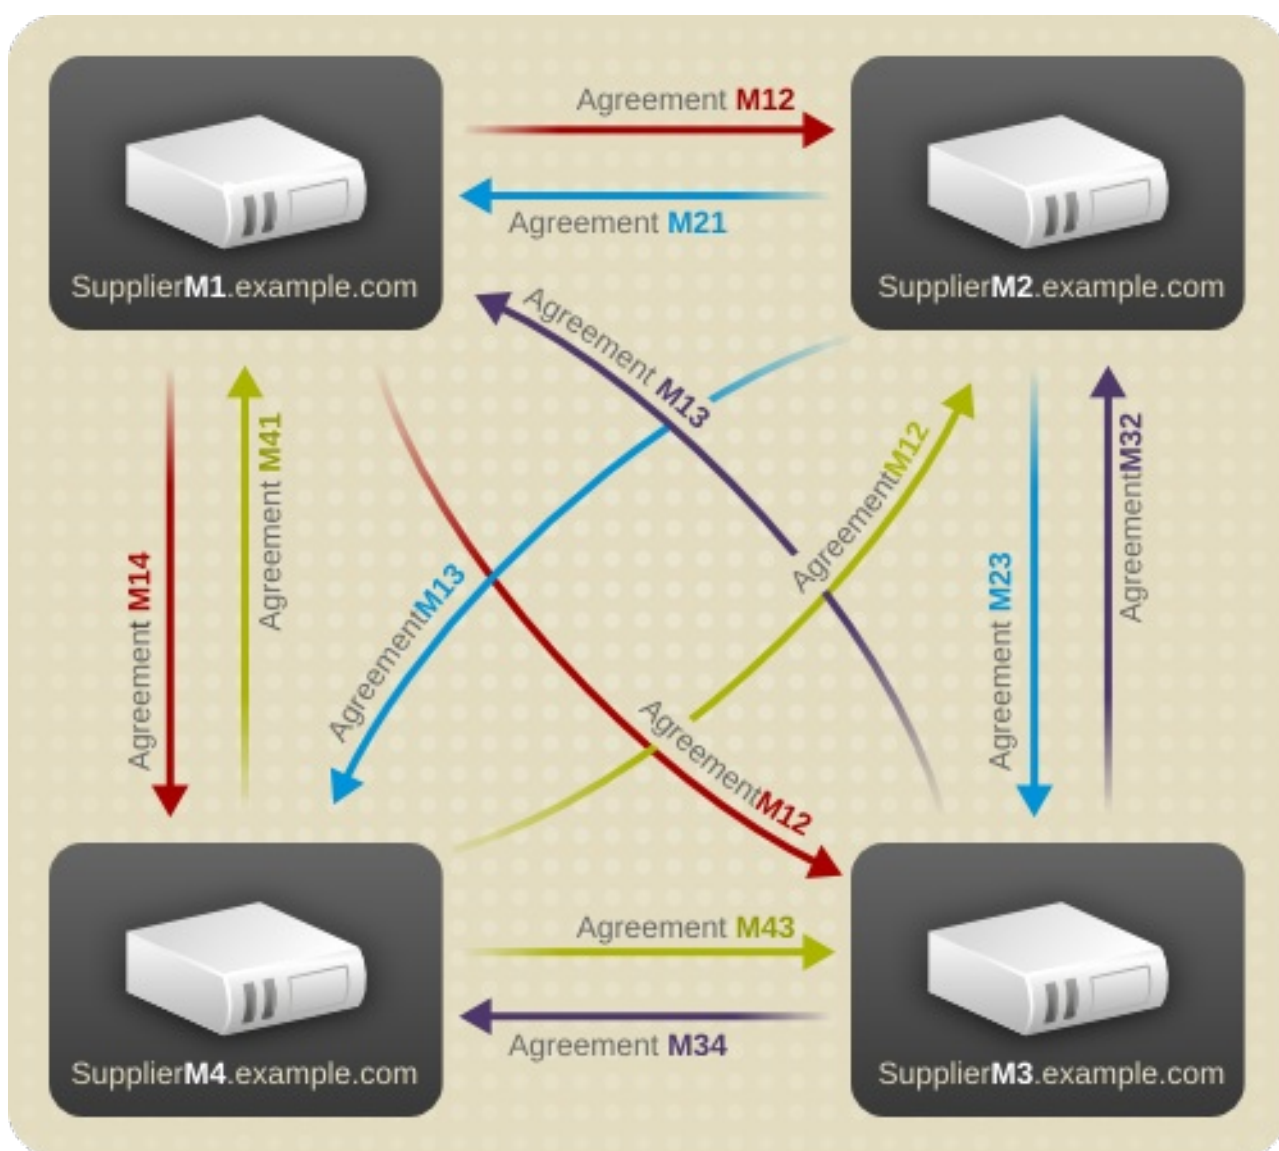 Agreement M12
Agreement M21
SupplierM1.example.com
SupplierM2.example.com
Agreement M13
Agreement M41
AgreementM12
AgreementM32
Agreement M14
AgreementM13
Agreement M23
AgreementM12
Agreement M43
Agreement M34
SupplierM4.example.com
SupplierM3.example.com